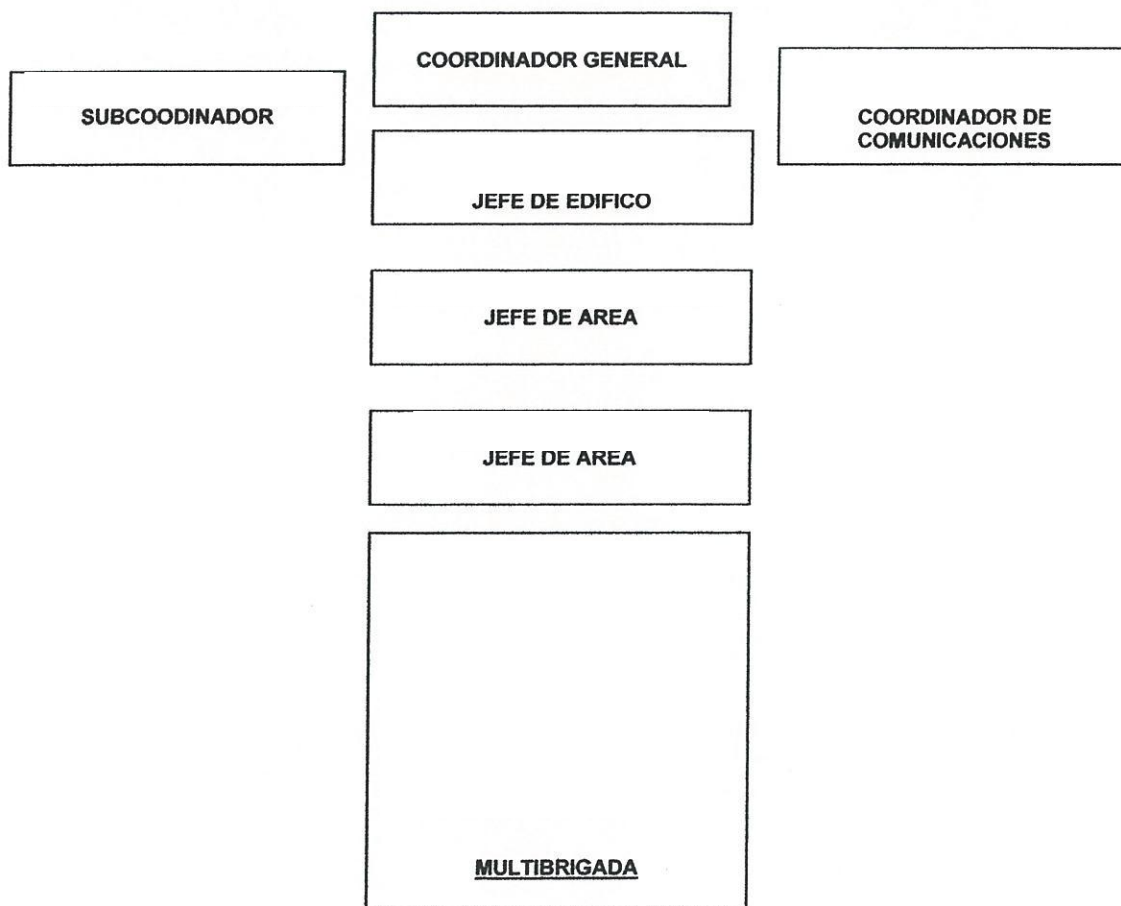 COORDINADOR GENERAL
SUBCOODINADOR
COORDINADOR DE
COMUNICACIONES
JEFE DE EDIFICO
JEFE DE AREA
JEFE DE AREA
MULTIBRIGADA